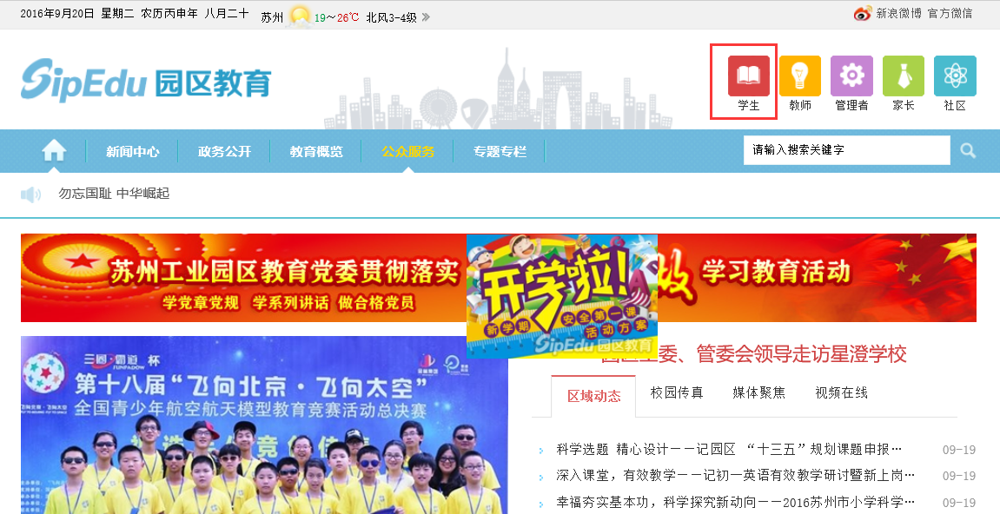 2016年9月20日 星期二 农历丙申年 八月二十 苏州 19～26℃ 北风3-4级
新浪微博 官方微信
SipEdu 园区教育
学生 教师 管理者 家长 社区
新闻中心 政务公开 教育概览 公众服务 专题专栏
请输入搜索关键字
勿忘国耻 中华崛起
苏州工业园区教育党委贯彻落实
学党章党规 学系列讲话 做合格党员
开学啦!
新学期 安全第一课
活动方案
SipEdu 园区教育
做 学习教育活动
园区工委、管委会领导走访星澄学校
杯
第十八届“飞向北京·飞向太空”
全国青少年航空航天模型教育竞赛活动总决赛
区域动态 校园传真 媒体聚焦 视频在线
科学选题 精心设计——记园区 “十三五”规划课题申报… 09-19
深入课堂，有效教学——记初一英语有效教学研讨暨新上岗… 09-19
幸福夯实基本功，科学探究新动向——2016苏州市小学科学… 09-19